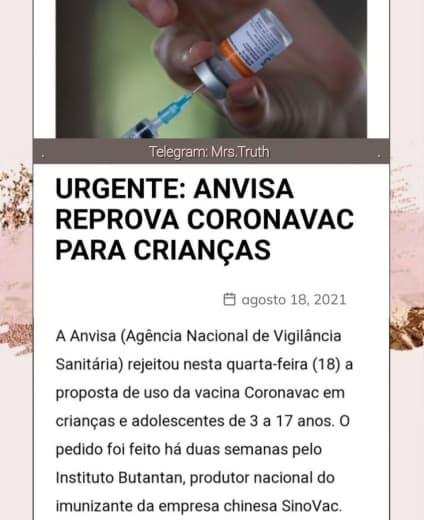 Telegram: Mrs.Truth
URGENTE: ANVISA
REPROVA CORONAVAC
PARA CRIANÇAS
agosto 18, 2021
A Anvisa (Agência Nacional de Vigilância
Sanitária) rejeitou nesta quarta-feira (18) a
proposta de uso da vacina Coronavac em
crianças e adolescentes de 3 a 17 anos. O
pedido foi feito há duas semanas pelo
Instituto Butantan, produtor nacional do
imunizante da empresa chinesa SinoVac.